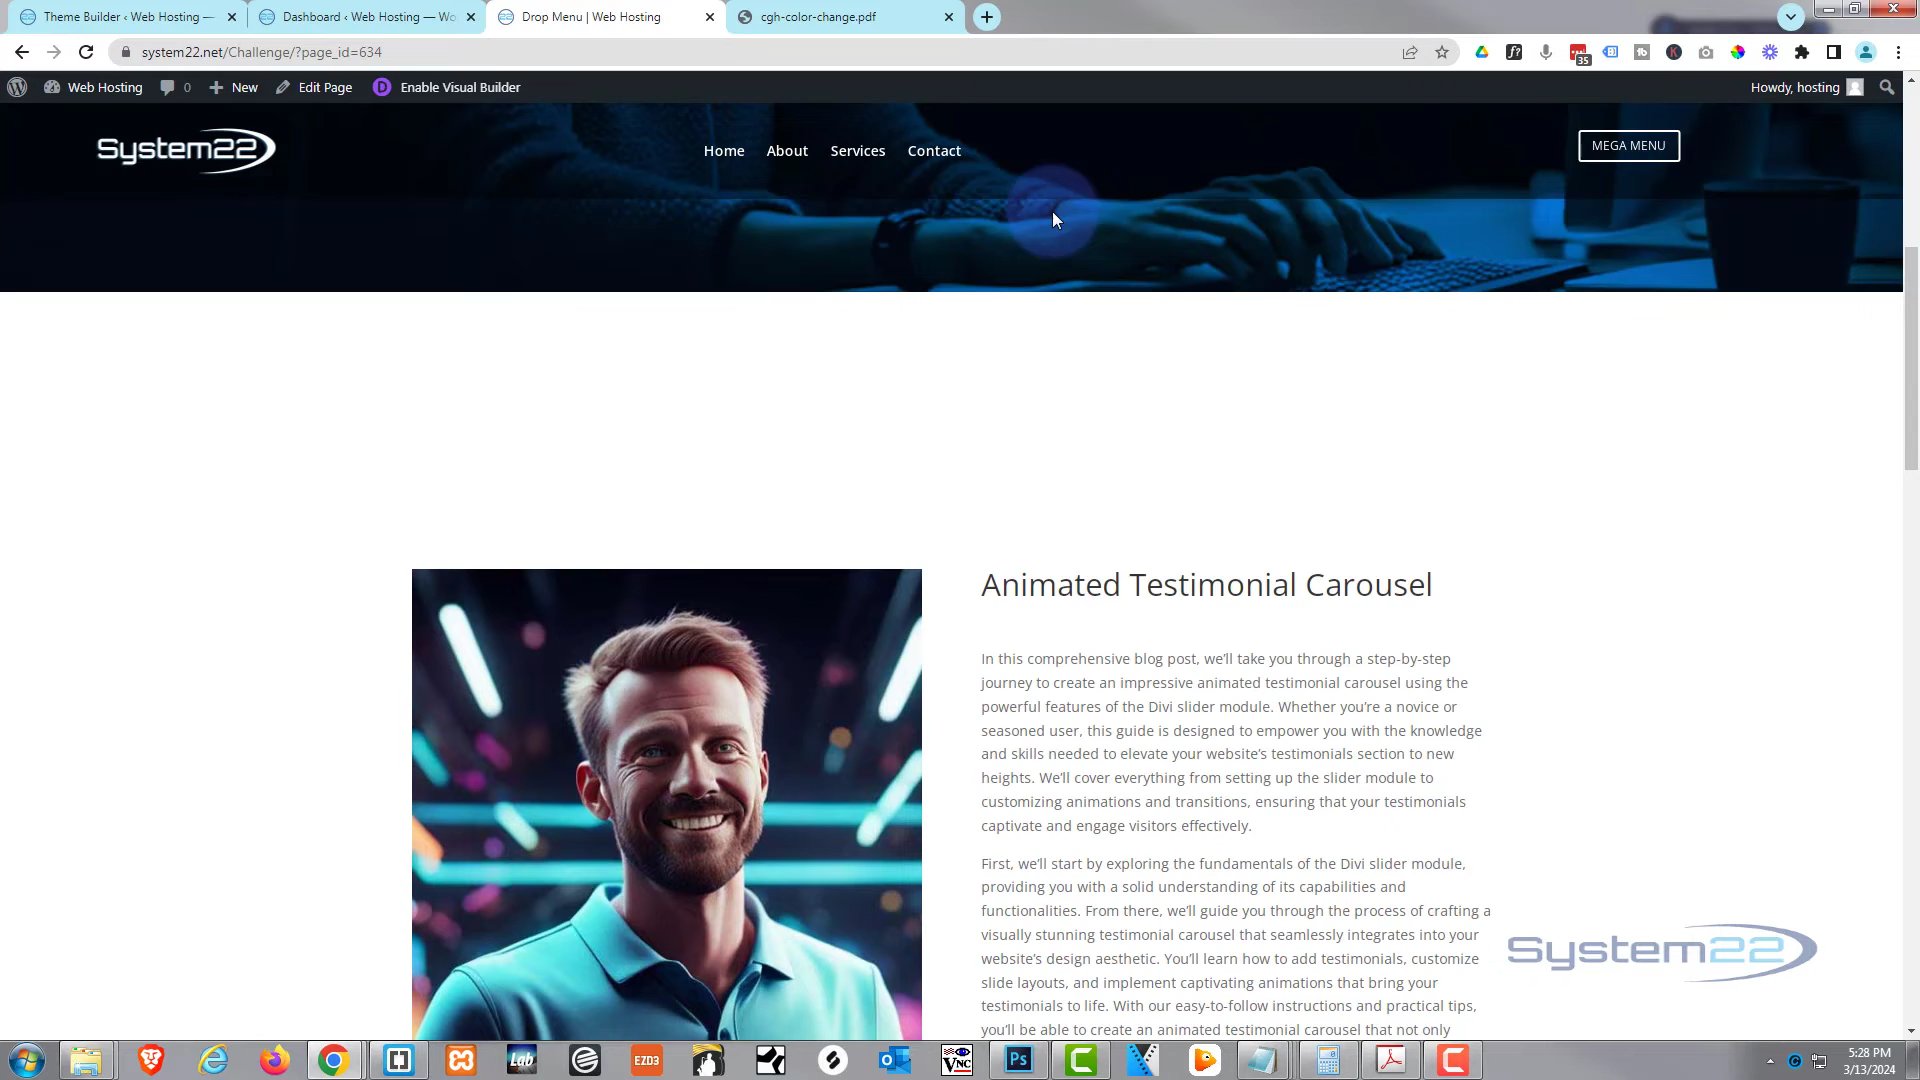 Theme Builder ‹ Web Hosting —
Dashboard ‹ Web Hosting — Wo
Drop Menu | Web Hosting
cgh-color-change.pdf
system22.net/Challenge/?page_id=634
35
Web Hosting
0
New
Edit Page
D
Enable Visual Builder
Howdy, hosting
System22
Home
About
Services
Contact
MEGA MENU
Animated Testimonial Carousel
In this comprehensive blog post, we’ll take you through a step-by-step
journey to create an impressive animated testimonial carousel using the
powerful features of the Divi slider module. Whether you’re a novice or
seasoned user, this guide is designed to empower you with the knowledge
and skills needed to elevate your website’s testimonials section to new
heights. We’ll cover everything from setting up the slider module to
customizing animations and transitions, ensuring that your testimonials
captivate and engage visitors effectively.
First, we’ll start by exploring the fundamentals of the Divi slider module,
providing you with a solid understanding of its capabilities and
functionalities. From there, we’ll guide you through the process of crafting a
visually stunning testimonial carousel that seamlessly integrates into your
website’s design aesthetic. You’ll learn how to add testimonials, customize
slide layouts, and implement captivating animations that bring your
testimonials to life. With our easy-to-follow instructions and practical tips,
you’ll be able to create an animated testimonial carousel that not only
System22
Lab
EZD3
VNC
Ps
5:28 PM
3/13/2024